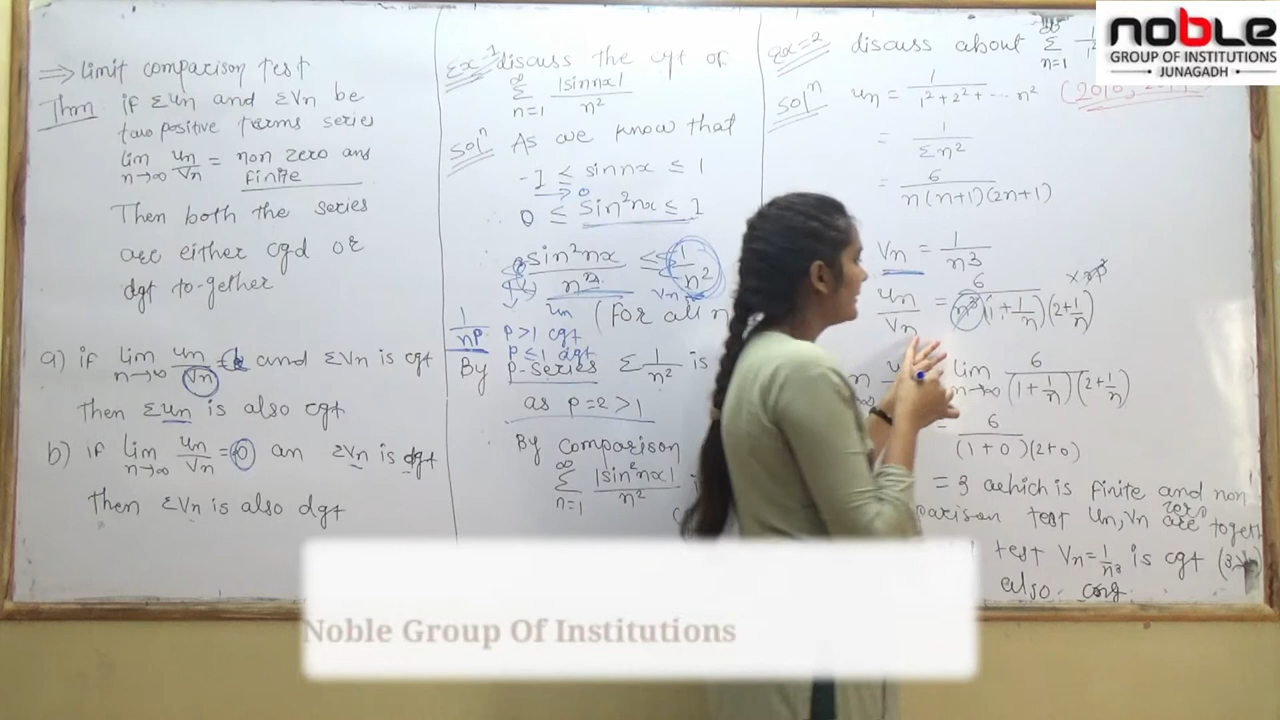 ⇒ Limit comparison test
Thm if Σun and ΣVn be
two positive terms series
lim n→∞ un/Vn = non zero and
finite
Then both the series
are either cgd or
dgt to-gether
a) if lim n→∞ un/Vn and ΣVn is cgt
Then Σun is also cgt
b) if lim n→∞ un/Vn = 0 an ΣVn is dgt
Then ΣVn is also dgt
Ex 1 discuss the cgt of
∞ Σ n=1 |sinnx|/n²
Solⁿ As we know that
-1 ≤ sinnx ≤ 1
∴ 0 ≤ sin²nx ≤ 1
sin²nx/n² ≤ 1/n²
un Vn
(for all n
1/nP P>1 cgt
P≤1 dgt
By P-Series Σ 1/n² is
as P=2>1
By Comparison
∞ Σ n=1 |sin²nx|/n²
Ex=2 discuss about ∞ Σ n=1
Solⁿ un = 1/1²+2²+...n²
= 1/Σn²
= 6/n(n+1)(2n+1)
Vn = 1/n3
un/Vn = 6/n³(1+1/n)(2+1/n) × n³
lim n→∞ 6/(1+1/n)(2+1/n)
= 6/(1+0)(2+0)
= 3 which is finite and non
zero
parison test un,Vn are togeth
test Vn=1/n3 is cgt
also cng
noble
GROUP OF INSTITUTIONS
JUNAGADH
Noble Group Of Institutions